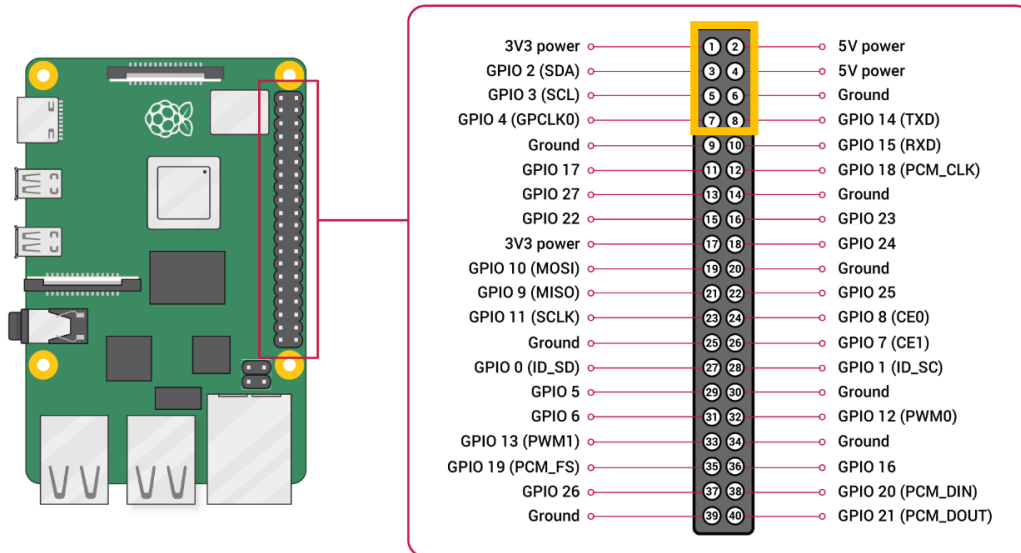 3V3 power 1 2 5V power
GPIO 2 (SDA) 3 4 5V power
GPIO 3 (SCL) 5 6 Ground
GPIO 4 (GPCLK0) 7 8 GPIO 14 (TXD)
Ground 9 10 GPIO 15 (RXD)
GPIO 17 11 12 GPIO 18 (PCM_CLK)
GPIO 27 13 14 Ground
GPIO 22 15 16 GPIO 23
3V3 power 17 18 GPIO 24
GPIO 10 (MOSI) 19 20 Ground
GPIO 9 (MISO) 21 22 GPIO 25
GPIO 11 (SCLK) 23 24 GPIO 8 (CE0)
Ground 25 26 GPIO 7 (CE1)
GPIO 0 (ID_SD) 27 28 GPIO 1 (ID_SC)
GPIO 5 29 30 Ground
GPIO 6 31 32 GPIO 12 (PWM0)
GPIO 13 (PWM1) 33 34 Ground
GPIO 19 (PCM_FS) 35 36 GPIO 16
GPIO 26 37 38 GPIO 20 (PCM_DIN)
Ground 39 40 GPIO 21 (PCM_DOUT)